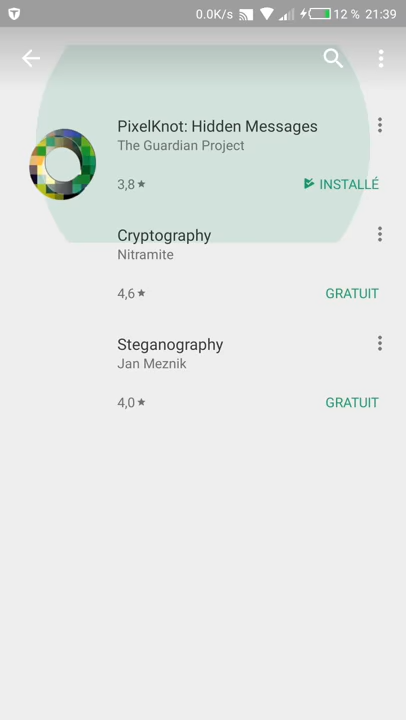 0.0K/s 12 % 21:39
PixelKnot: Hidden Messages
The Guardian Project
3,8 INSTALLÉ
Cryptography
Nitramite
4,6 GRATUIT
Steganography
Jan Meznik
4,0 GRATUIT